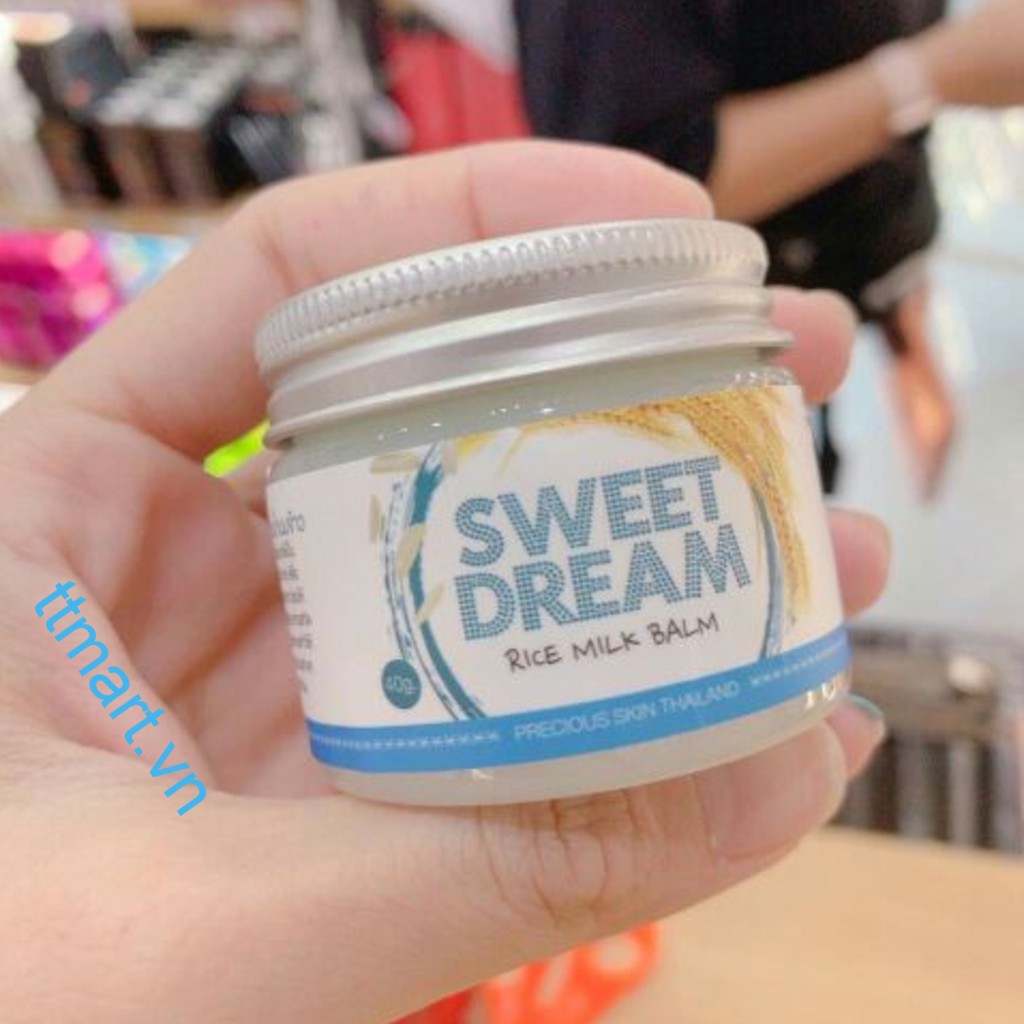 SWEET
DREAM
RICE MILK BALM
40g.
PRECIOUS SKIN THAILAND
ttmart.vn